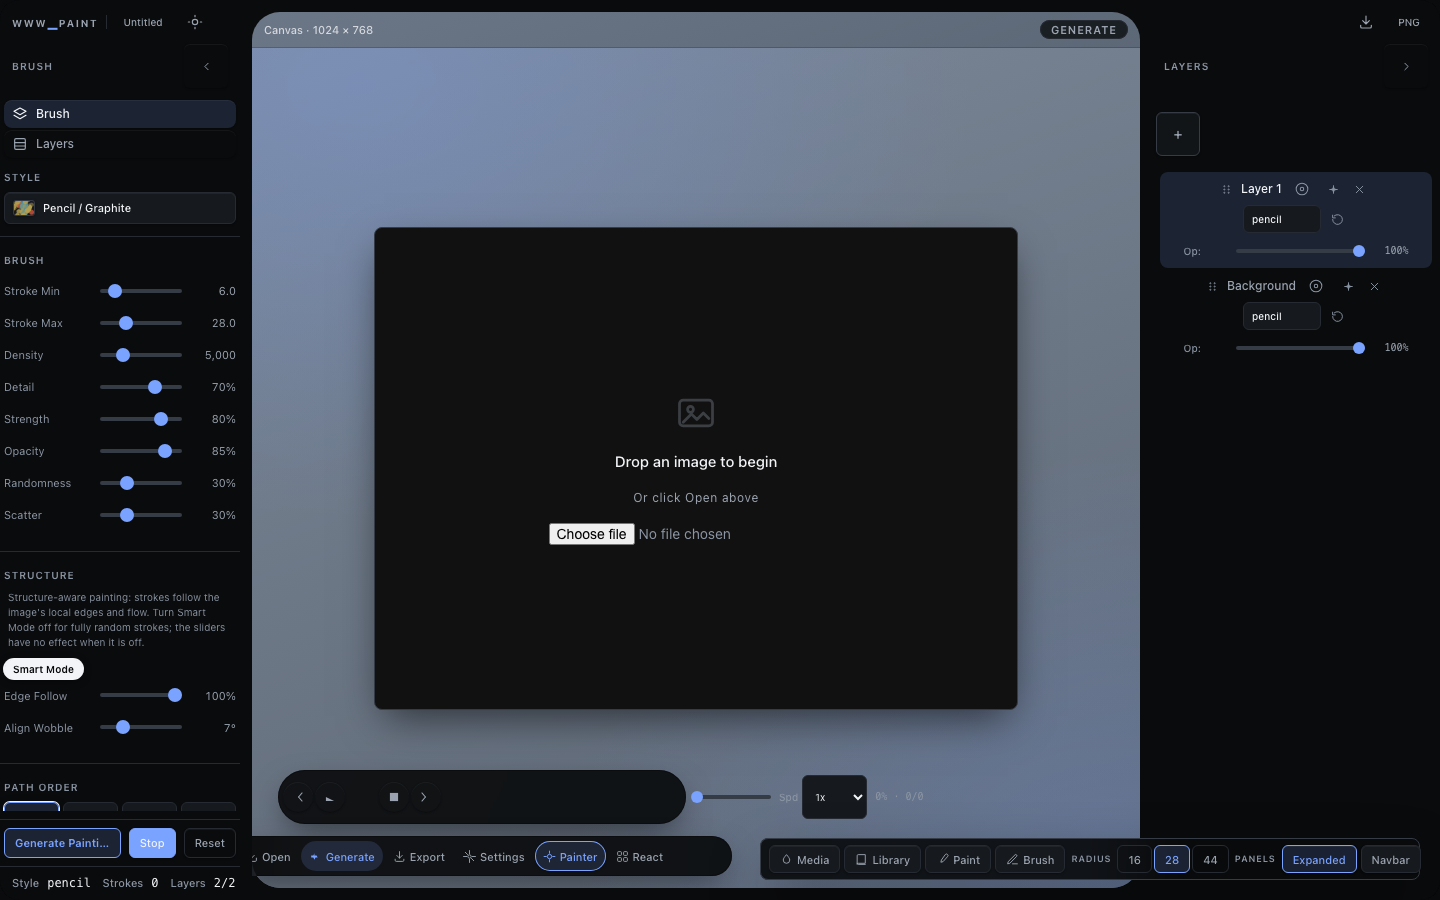 WWW_PAINT Untitled
BRUSH
Brush
Layers
STYLE
Pencil / Graphite
BRUSH
Stroke Min 6.0
Stroke Max 28.0
Density 5,000
Detail 70%
Strength 80%
Opacity 85%
Randomness 30%
Scatter 30%
STRUCTURE
Structure-aware painting: strokes follow the
image's local edges and flow. Turn Smart
Mode off for fully random strokes; the sliders
have no effect when it is off.
Smart Mode
Edge Follow 100%
Align Wobble 7°
PATH ORDER
Generate Painti... Stop Reset
Style pencil Strokes 0 Layers 2/2
Canvas · 1024 × 768 GENERATE
Drop an image to begin
Or click Open above
Choose file No file chosen
Spd 1x 0% · 0/0
Open Generate Export Settings Painter React
Media Library Paint Brush RADIUS 16 28 44 PANELS Expanded Navbar
PNG
LAYERS
+
Layer 1
pencil
Op: 100%
Background
pencil
Op: 100%